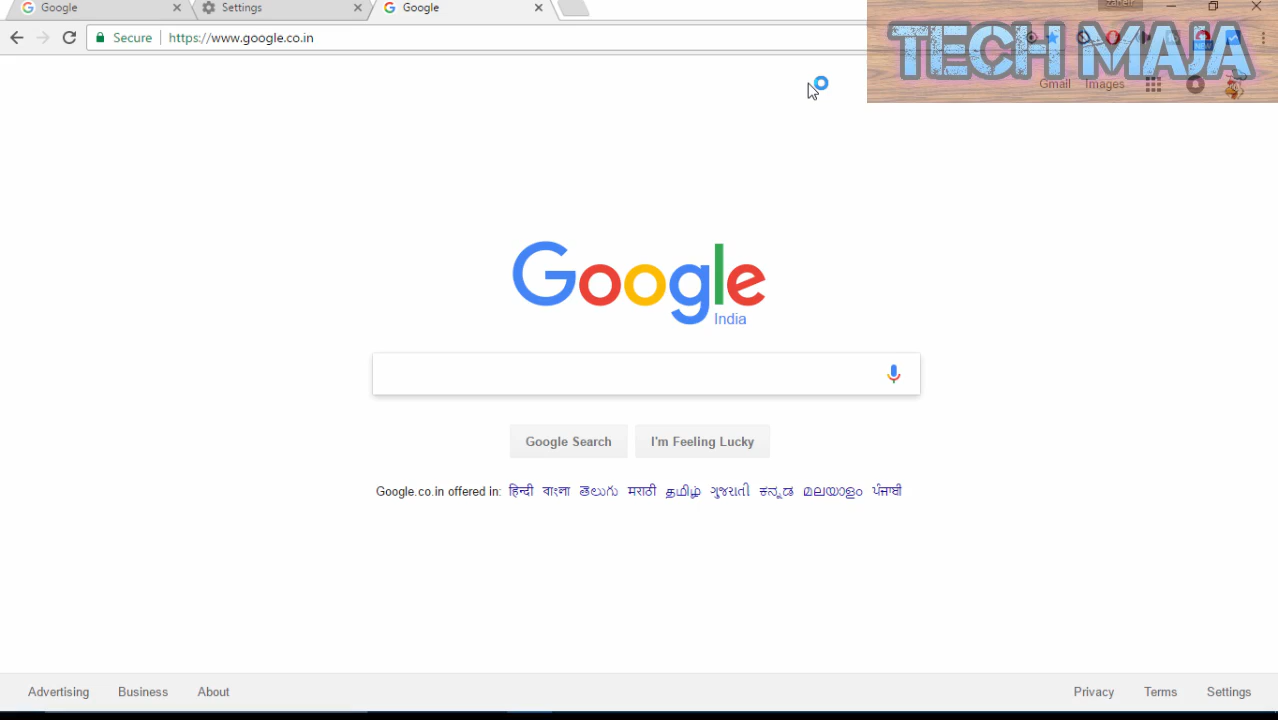 Google
Settings
Google
Secure
https://www.google.co.in
TECH MAJA
NEW
Gmail
Images
Google
India
Google Search
I'm Feeling Lucky
Google.co.in offered in: हिन्दी বাংলা తెలుగు मराठी தமிழ் ગુજરાતી ಕನ್ನಡ മലയാളം ਪੰਜਾਬੀ
Advertising
Business
About
Privacy
Terms
Settings